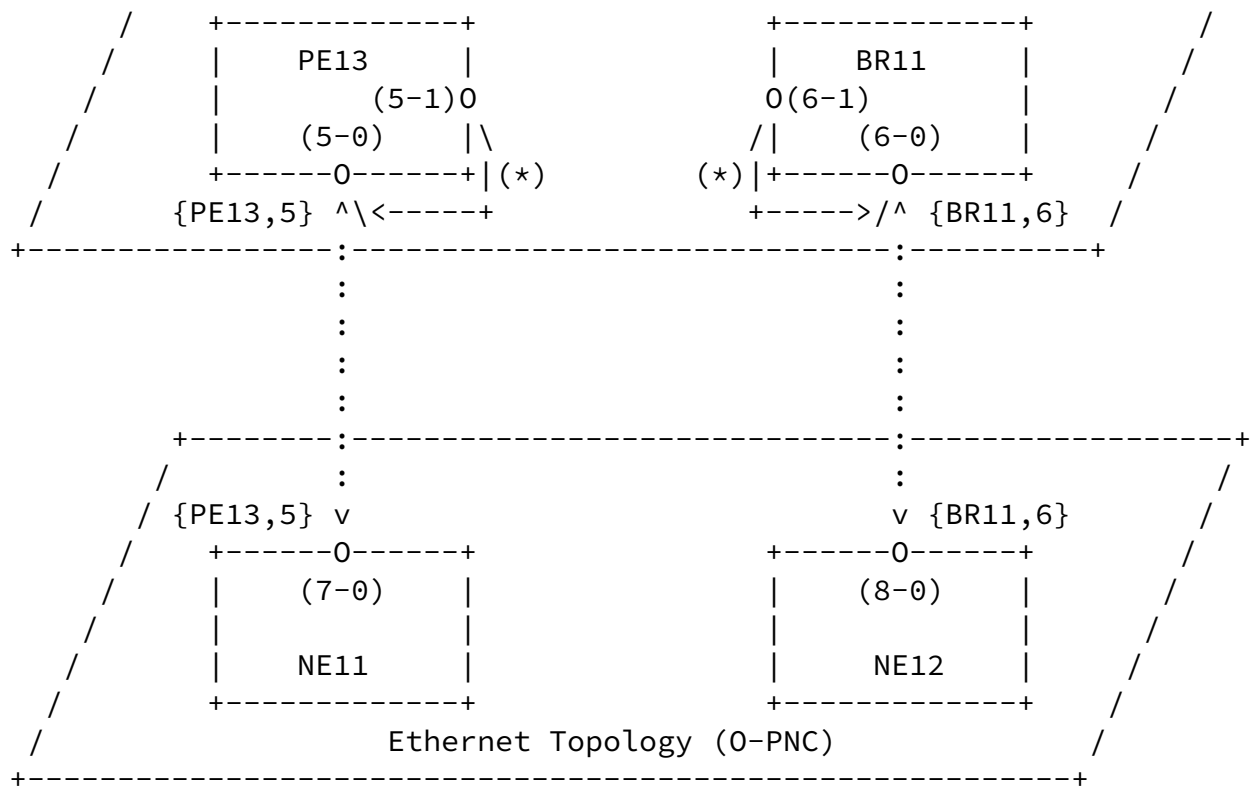 PE13 BR11
(5-1)O O(6-1)
(5-0) (6-0)
O (*) (*) O
{PE13,5} {BR11,6}
{PE13,5} v v {BR11,6}
O O
(7-0) (8-0)
NE11 NE12
Ethernet Topology (O-PNC)